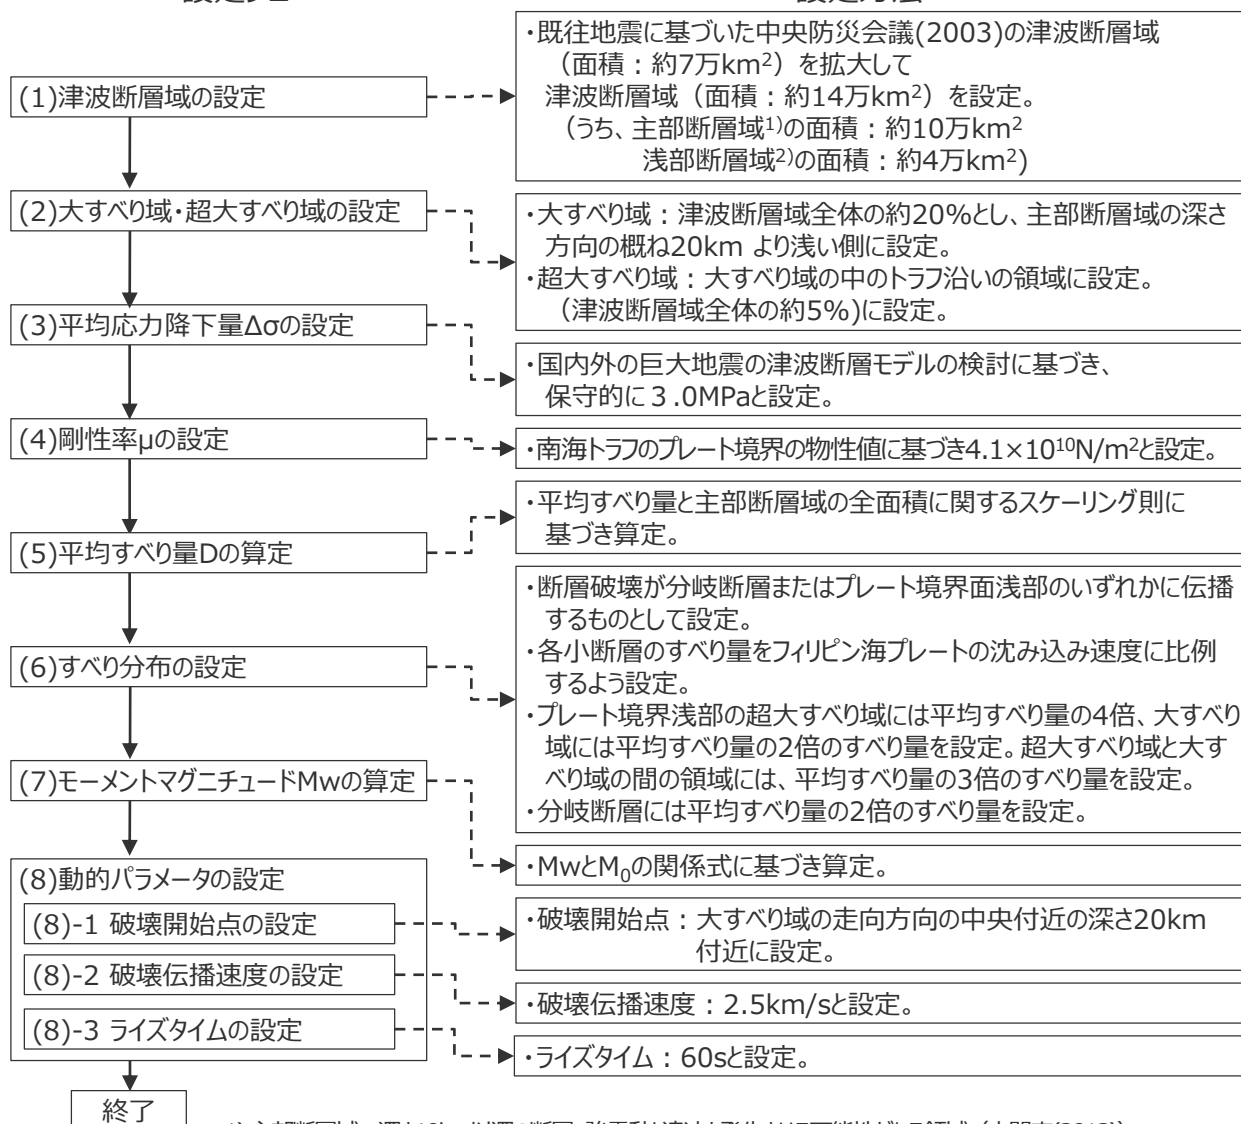 (1)津波断層域の設定
・既往地震に基づいた中央防災会議(2003)の津波断層域
（面積：約7万km2）を拡大して
津波断層域（面積：約14万km2）を設定。
（うち、主部断層域1)の面積：約10万km2
浅部断層域2)の面積：約4万km2)
(2)大すべり域・超大すべり域の設定
・大すべり域：津波断層域全体の約20%とし、主部断層域の深さ
方向の概ね20km より浅い側に設定。
・超大すべり域：大すべり域の中のトラフ沿いの領域に設定。
（津波断層域全体の約5%)に設定。
(3)平均応力降下量Δσの設定
・国内外の巨大地震の津波断層モデルの検討に基づき、
保守的に３.0MPaと設定。
(4)剛性率μの設定
・南海トラフのプレート境界の物性値に基づき4.1×1010N/m2と設定。
(5)平均すべり量Dの算定
・平均すべり量と主部断層域の全面積に関するスケーリング則に
基づき算定。
(6)すべり分布の設定
・断層破壊が分岐断層またはプレート境界面浅部のいずれかに伝播
するものとして設定。
・各小断層のすべり量をフィリピン海プレートの沈み込み速度に比例
するよう設定。
・プレート境界浅部の超大すべり域には平均すべり量の4倍、大すべり
域には平均すべり量の2倍のすべり量を設定。超大すべり域と大す
べり域の間の領域には、平均すべり量の3倍のすべり量を設定。
・分岐断層には平均すべり量の2倍のすべり量を設定。
(7)モーメントマグニチュードMwの算定
・MwとM0の関係式に基づき算定。
(8)動的パラメータの設定
(8)-1 破壊開始点の設定
・破壊開始点：大すべり域の走向方向の中央付近の深さ20km
付近に設定。
(8)-2 破壊伝播速度の設定
・破壊伝播速度：2.5km/sと設定。
(8)-3 ライズタイムの設定
・ライズタイム：60sと設定。
終了